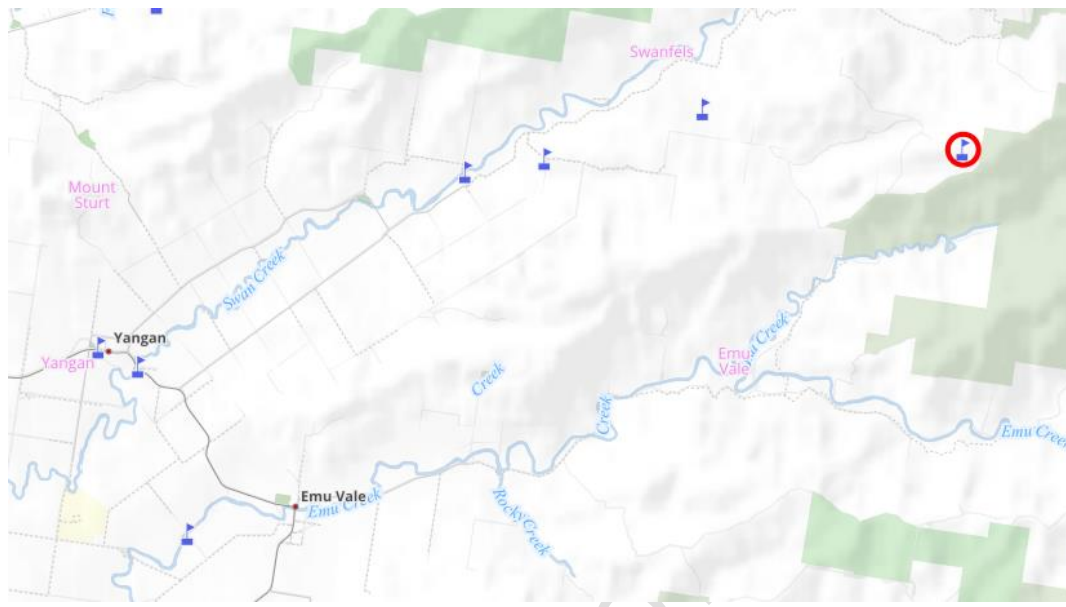 Swanfels
Mount
Sturt
Swan Creek
Yangan
Yangan
Emu
Vale
Creek
Creek
Creek
Emu Creek
Emu Vale
Emu Creek
Rocky Creek